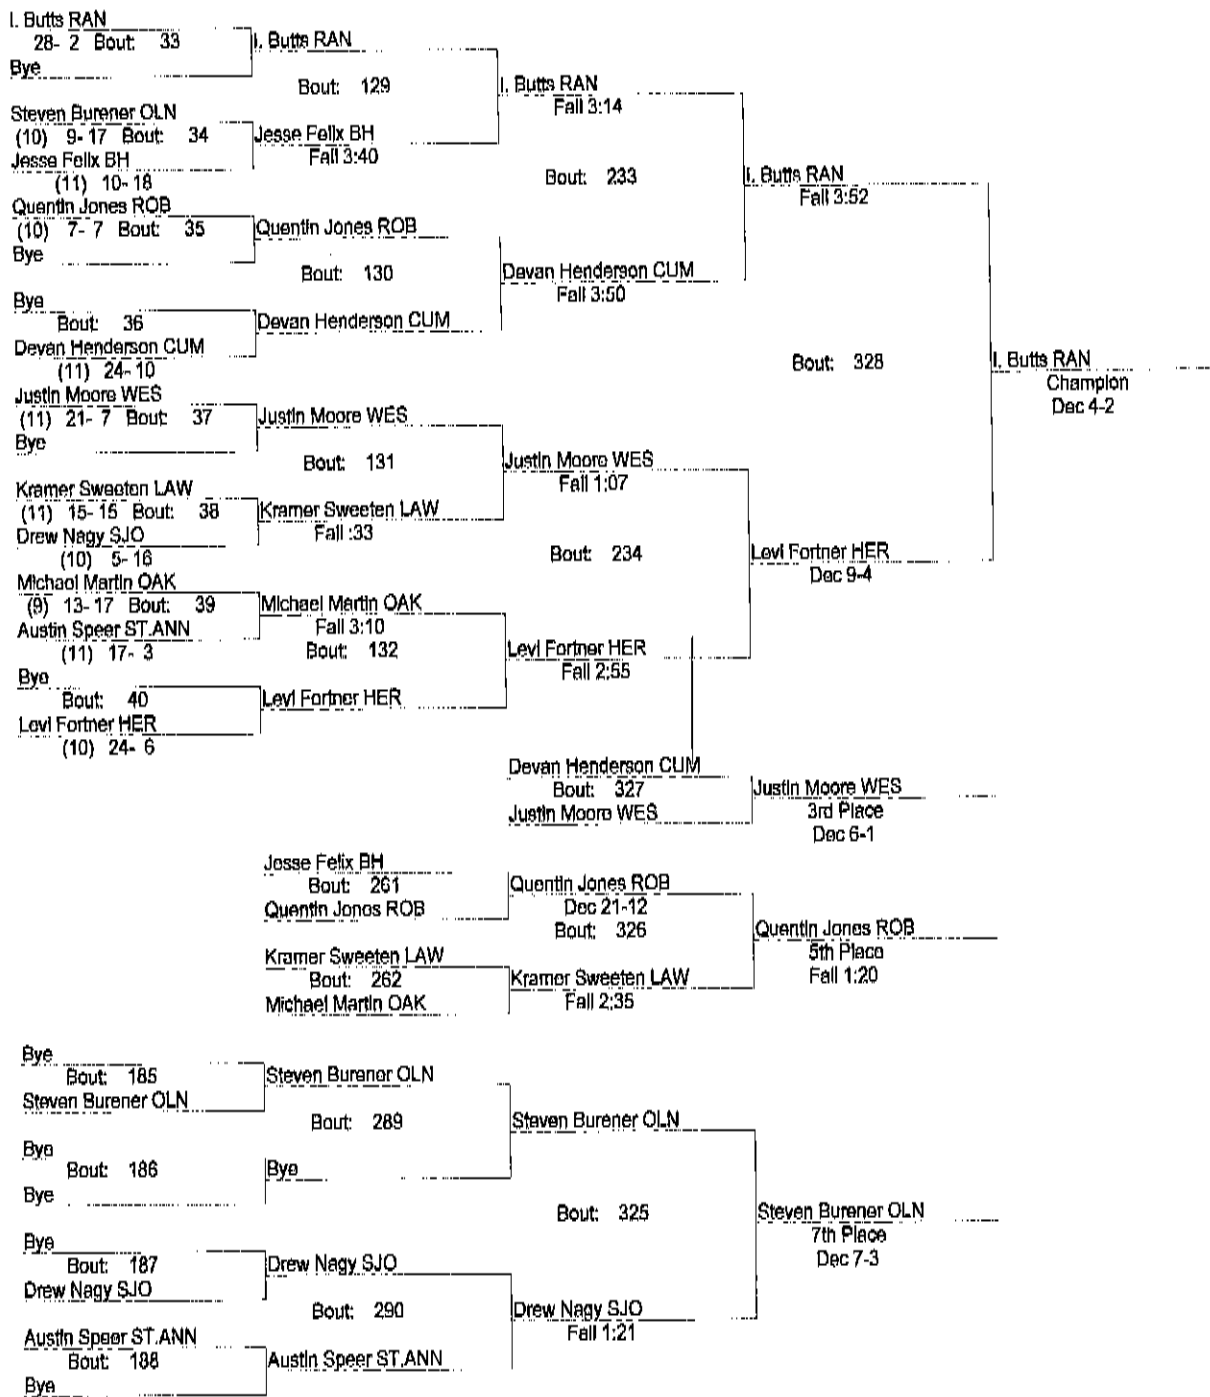 I. Butts RAN
28- 2 Bout: 33
Bye
I. Butts RAN
Bout: 129
Steven Burener OLN
(10) 9- 17 Bout: 34
Jesse Felix BH
(11) 10- 18
Jesse Felix BH
Fall 3:40
I. Butts RAN
Fall 3:14
Bout: 233
Quentin Jones ROB
(10) 7- 7 Bout: 35
Bye
Quentin Jones ROB
Bout: 130
Bye
Bout: 36
Devan Henderson CUM
(11) 24- 10
Devan Henderson CUM
Devan Henderson CUM
Fall 3:50
I. Butts RAN
Fall 3:52
Bout: 328
I. Butts RAN
Champion
Dec 4-2
Justin Moore WES
(11) 21- 7 Bout: 37
Bye
Justin Moore WES
Bout: 131
Kramer Sweeten LAW
(11) 15- 15 Bout: 38
Drew Nagy SJO
(10) 5- 16
Kramer Sweeten LAW
Fall :33
Justin Moore WES
Fall 1:07
Bout: 234
Michael Martin OAK
(9) 13- 17 Bout: 39
Austin Speer ST.ANN
(11) 17- 3
Michael Martin OAK
Fall 3:10
Bout: 132
Bye
Bout: 40
Levi Fortner HER
(10) 24- 6
Levi Fortner HER
Levi Fortner HER
Fall 2:55
Levi Fortner HER
Dec 9-4
Devan Henderson CUM
Bout: 327
Justin Moore WES
Justin Moore WES
3rd Place
Dec 6-1
Jesse Felix BH
Bout: 261
Quentin Jones ROB
Quentin Jones ROB
Dec 21-12
Bout: 326
Kramer Sweeten LAW
Bout: 262
Michael Martin OAK
Kramer Sweeten LAW
Fall 2:35
Quentin Jones ROB
5th Place
Fall 1:20
Bye
Bout: 185
Steven Burener OLN
Steven Burener OLN
Bout: 289
Bye
Bout: 186
Bye
Bye
Steven Burener OLN
Bout: 325
Bye
Bout: 187
Drew Nagy SJO
Drew Nagy SJO
Bout: 290
Austin Speer ST.ANN
Bout: 188
Bye
Austin Speer ST.ANN
Drew Nagy SJO
Fall 1:21
Steven Burener OLN
7th Place
Dec 7-3